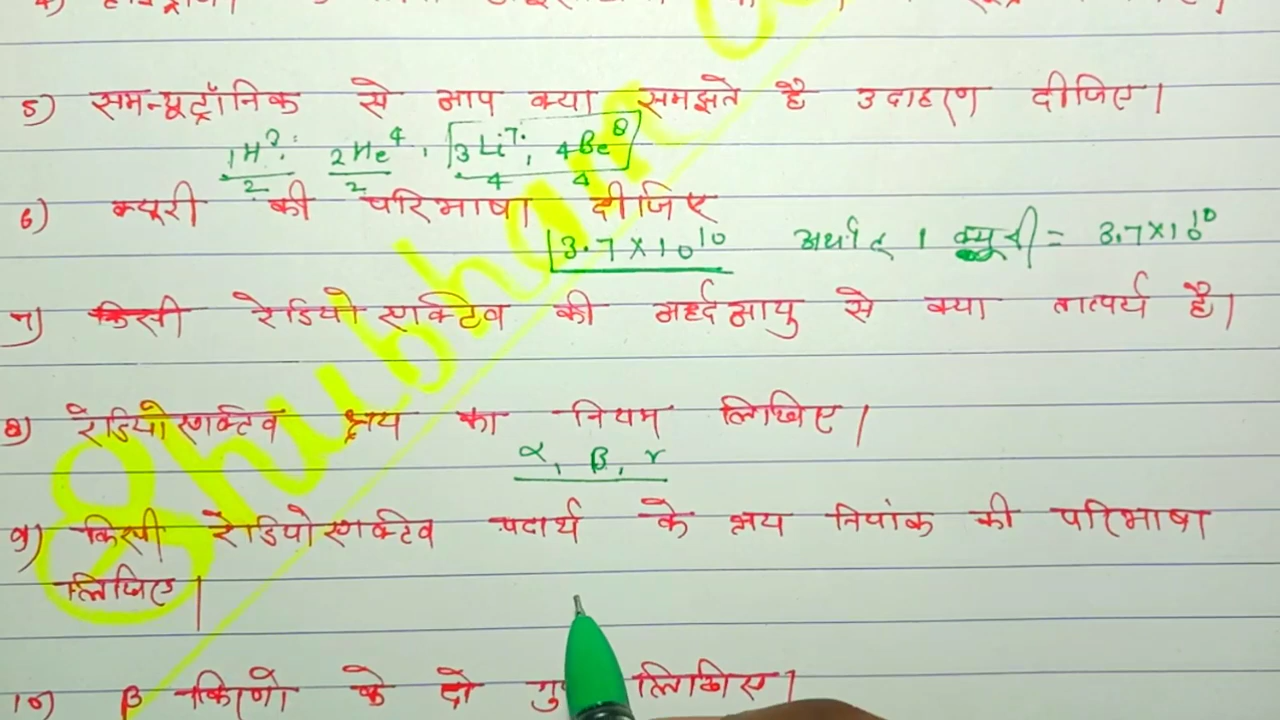 5) समन्यूट्रॉनिक से आप क्या समझते है उदाहरण दीजिए।
₁H³, ₂He⁴, ₃Li⁷, ₄Be⁸
2 2 4 4
6) क्यूरी की परिभाषा दीजिए
3.7×10¹⁰ अर्थात 1 क्यूरी = 3.7×10¹⁰
7) किसी रेडियोएक्टिव की अर्द्दआयु से क्या तात्पर्य है।
8) रेडियोएक्टिव क्षय का नियम लिखिए।
α, β, γ
9) किसी रेडियोएक्टिव पदार्थ के क्षय नियांक की परिभाषा
लिखिए।
10) β किरणो के दो लिखिए।
Shubham